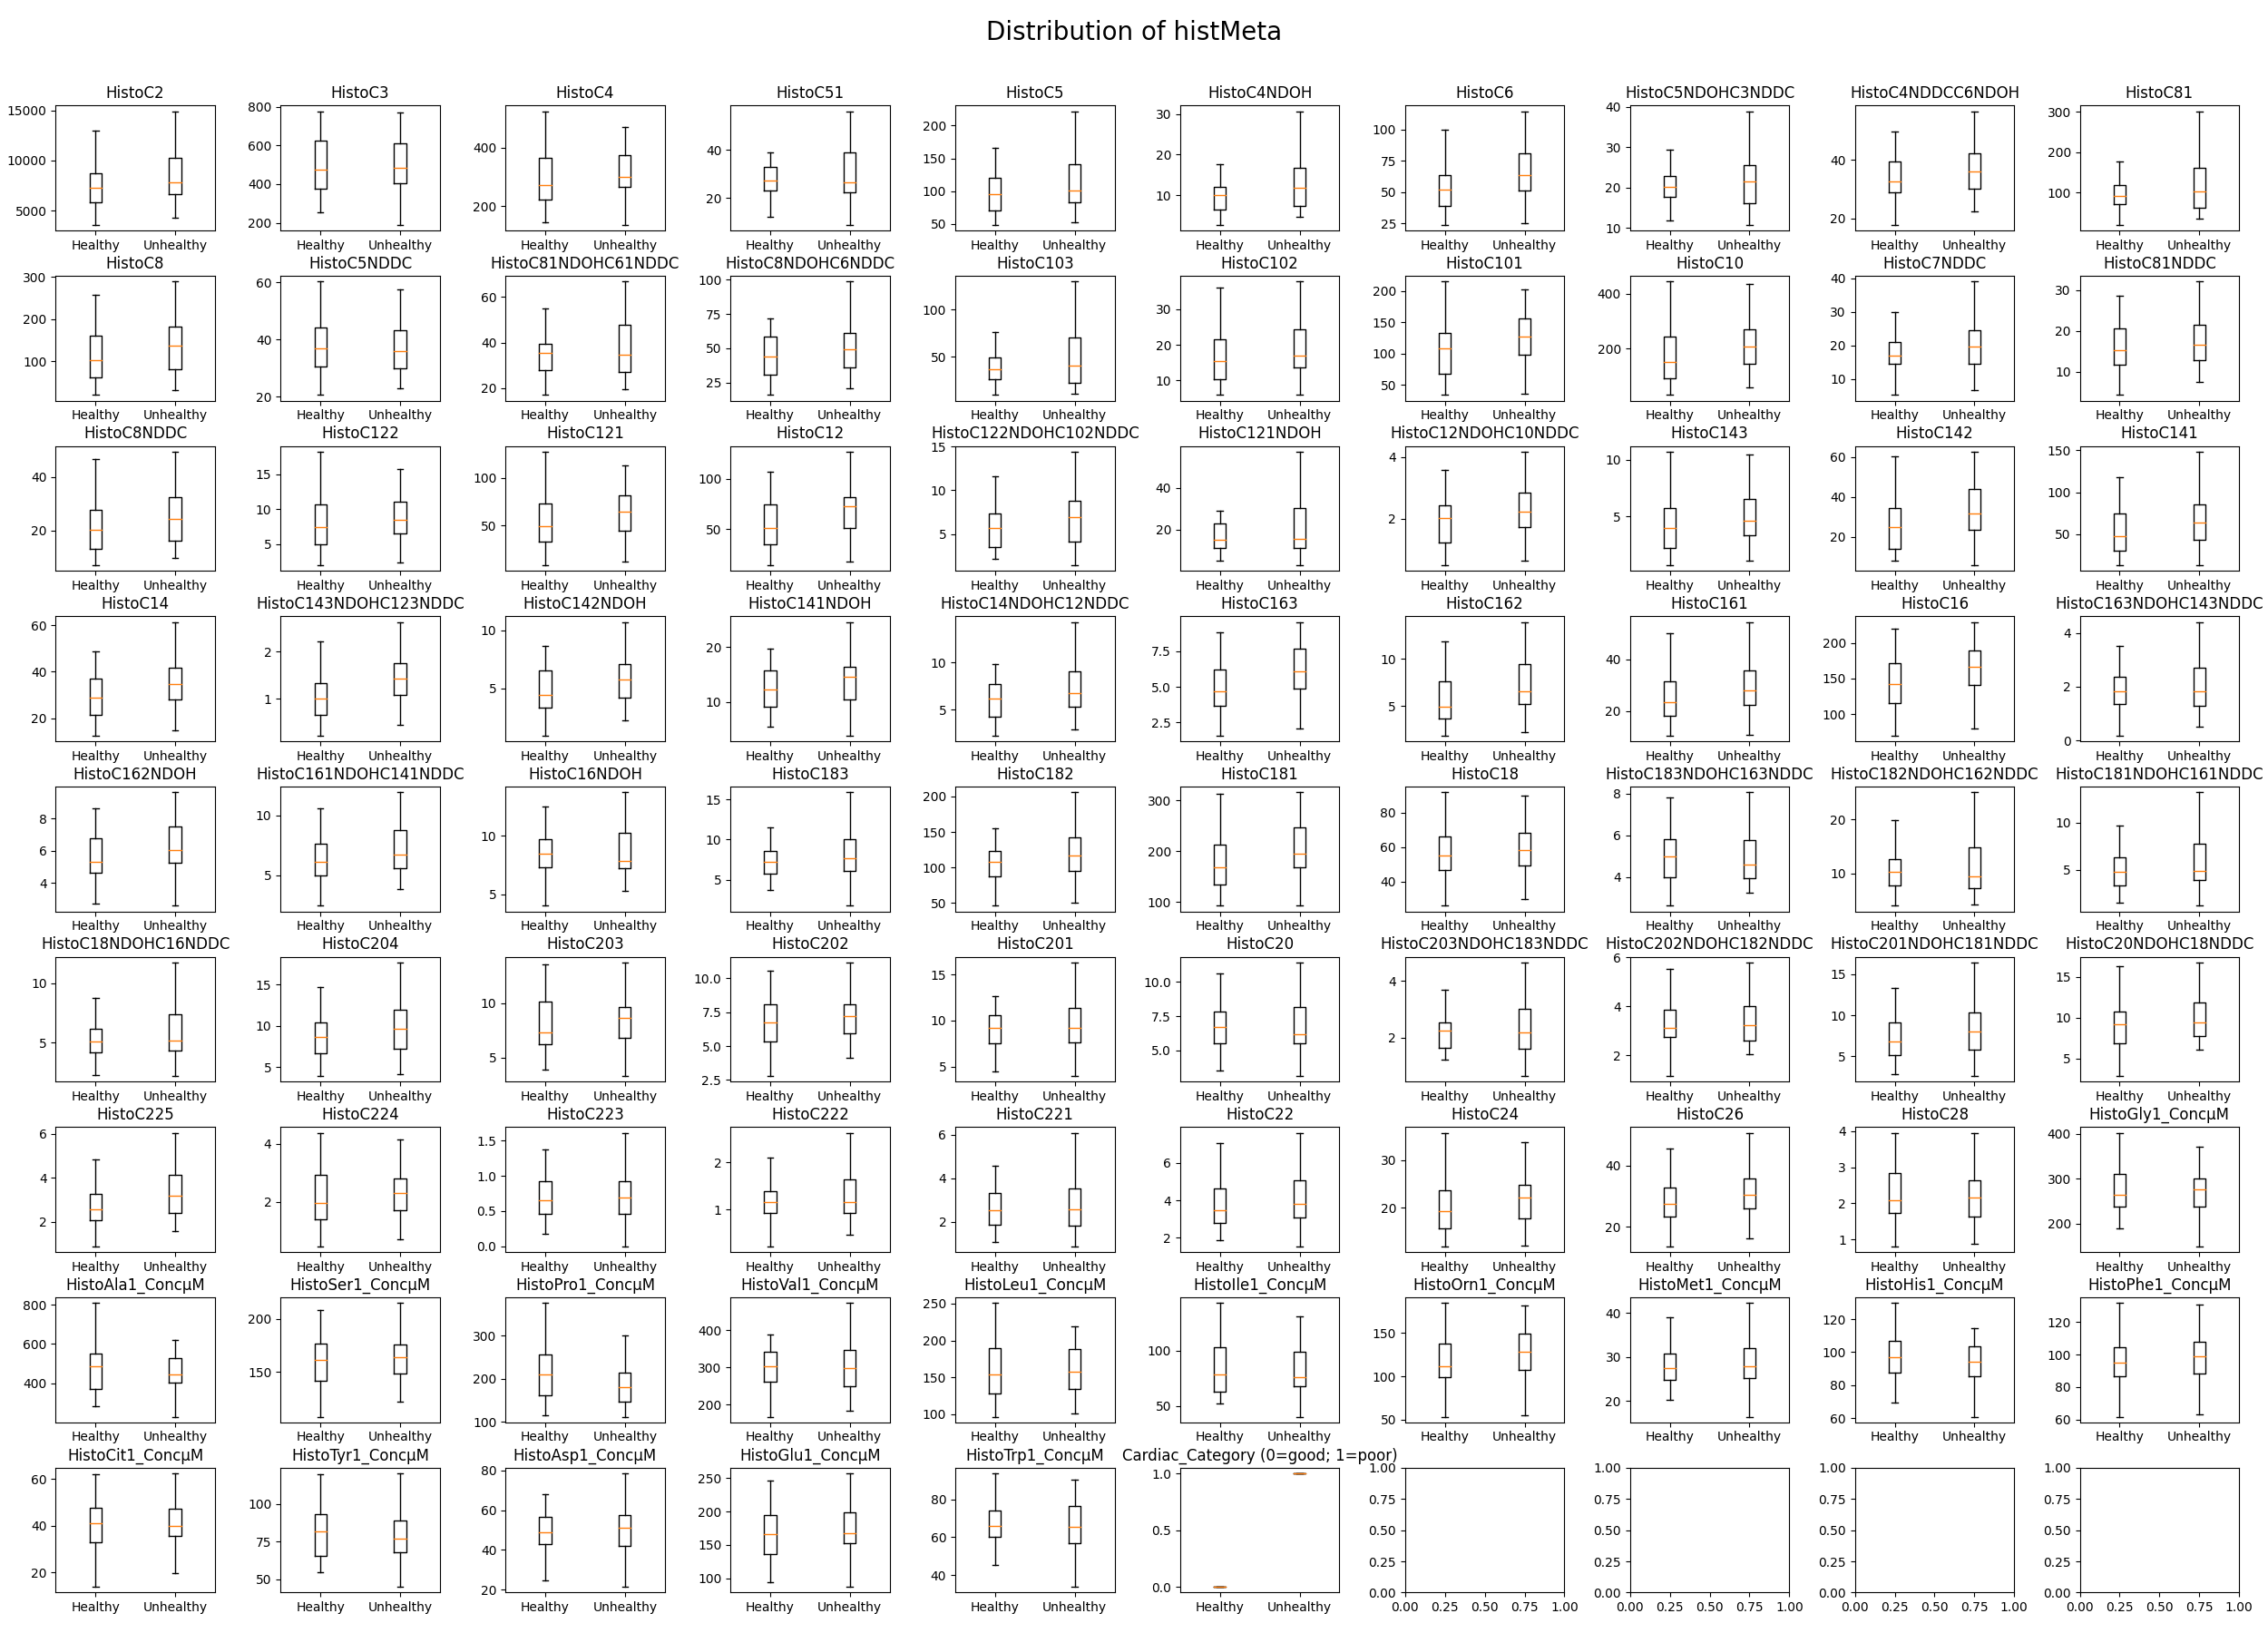 Distribution of histMeta
HistoC2 HistoC3 HistoC4 HistoC51 HistoC5 HistoC4NDOH HistoC6 HistoC5NDOHC3NDDC HistoC4NDDCC6NDOH HistoC81
15000 10000 5000
800 600 400 200
400 200
40 20
200 150 100 50
30 20 10
100 75 50 25
40 30 20 10
40 20
300 200 100
Healthy Unhealthy Healthy Unhealthy Healthy Unhealthy Healthy Unhealthy Healthy Unhealthy Healthy Unhealthy Healthy Unhealthy Healthy Unhealthy Healthy Unhealthy Healthy Unhealthy
HistoC8 HistoC5NDDC HistoC81NDOHC61NDDC HistoC8NDOHC6NDDC HistoC103 HistoC102 HistoC101 HistoC10 HistoC7NDDC HistoC81NDDC
300 200 100
60 40 20
60 40 20
100 75 50 25
100 50
30 20 10
200 150 100 50
400 200
40 30 20 10
30 20 10
Healthy Unhealthy Healthy Unhealthy Healthy Unhealthy Healthy Unhealthy Healthy Unhealthy Healthy Unhealthy Healthy Unhealthy Healthy Unhealthy Healthy Unhealthy Healthy Unhealthy
HistoC8NDDC HistoC122 HistoC121 HistoC12 HistoC122NDOHC102NDDC HistoC121NDOH HistoC12NDOHC10NDDC HistoC143 HistoC142 HistoC141
40 20
15 10 5
100 50
100 50
15 10 5
40 20
4 2
10 5
60 40 20
150 100 50
Healthy Unhealthy Healthy Unhealthy Healthy Unhealthy Healthy Unhealthy Healthy Unhealthy Healthy Unhealthy Healthy Unhealthy Healthy Unhealthy Healthy Unhealthy Healthy Unhealthy
HistoC14 HistoC143NDOHC123NDDC HistoC142NDOH HistoC141NDOH HistoC14NDOHC12NDDC HistoC163 HistoC162 HistoC161 HistoC16 HistoC163NDOHC143NDDC
60 40 20
2 1
10 5
20 10
10 5
7.5 5.0 2.5
10 5
40 20
200 150 100
4 2 0
Healthy Unhealthy Healthy Unhealthy Healthy Unhealthy Healthy Unhealthy Healthy Unhealthy Healthy Unhealthy Healthy Unhealthy Healthy Unhealthy Healthy Unhealthy Healthy Unhealthy
HistoC162NDOH HistoC161NDOHC141NDDC HistoC16NDOH HistoC183 HistoC182 HistoC181 HistoC18 HistoC183NDOHC163NDDC HistoC182NDOHC162NDDC HistoC181NDOHC161NDDC
8 6 4
10 5
10 5
15 10 5
200 150 100 50
300 200 100
80 60 40
8 6 4
20 10
10 5
Healthy Unhealthy Healthy Unhealthy Healthy Unhealthy Healthy Unhealthy Healthy Unhealthy Healthy Unhealthy Healthy Unhealthy Healthy Unhealthy Healthy Unhealthy Healthy Unhealthy
HistoC18NDOHC16NDDC HistoC204 HistoC203 HistoC202 HistoC201 HistoC20 HistoC203NDOHC183NDDC HistoC202NDOHC182NDDC HistoC201NDOHC181NDDC HistoC20NDOHC18NDDC
10 5
15 10 5
10 5
10.0 7.5 5.0 2.5
15 10 5
10.0 7.5 5.0
4 2
6 4 2
15 10 5
15 10 5
Healthy Unhealthy Healthy Unhealthy Healthy Unhealthy Healthy Unhealthy Healthy Unhealthy Healthy Unhealthy Healthy Unhealthy Healthy Unhealthy Healthy Unhealthy Healthy Unhealthy
HistoC225 HistoC224 HistoC223 HistoC222 HistoC221 HistoC22 HistoC24 HistoC26 HistoC28 HistoGly1_ConcμM
6 4 2
4 2
1.5 1.0 0.5 0.0
2 1
6 4 2
6 4 2
30 20
40 20
4 3 2 1
400 300 200
Healthy Unhealthy Healthy Unhealthy Healthy Unhealthy Healthy Unhealthy Healthy Unhealthy Healthy Unhealthy Healthy Unhealthy Healthy Unhealthy Healthy Unhealthy Healthy Unhealthy
HistoAla1_ConcμM HistoSer1_ConcμM HistoPro1_ConcμM HistoVal1_ConcμM HistoLeu1_ConcμM HistoIle1_ConcμM HistoOrn1_ConcμM HistoMet1_ConcμM HistoHis1_ConcμM HistoPhe1_ConcμM
800 600 400
200 150
300 200 100
400 300 200
250 200 150 100
100 50
150 100 50
40 30 20
120 100 80 60
120 100 80 60
Healthy Unhealthy Healthy Unhealthy Healthy Unhealthy Healthy Unhealthy Healthy Unhealthy Healthy Unhealthy Healthy Unhealthy Healthy Unhealthy Healthy Unhealthy Healthy Unhealthy
HistoCit1_ConcμM HistoTyr1_ConcμM HistoAsp1_ConcμM HistoGlu1_ConcμM HistoTrp1_ConcμM Cardiac_Category (0=good; 1=poor)
60 40 20
100 75 50
80 60 40 20
250 200 150 100
80 60 40
1.0 0.5 0.0
1.00 0.75 0.50 0.25 0.00
1.00 0.75 0.50 0.25 0.00
1.00 0.75 0.50 0.25 0.00
1.00 0.75 0.50 0.25 0.00
Healthy Unhealthy Healthy Unhealthy Healthy Unhealthy Healthy Unhealthy Healthy Unhealthy Healthy Unhealthy 0.00 0.25 0.50 0.75 1.00 0.00 0.25 0.50 0.75 1.00 0.00 0.25 0.50 0.75 1.00 0.00 0.25 0.50 0.75 1.00